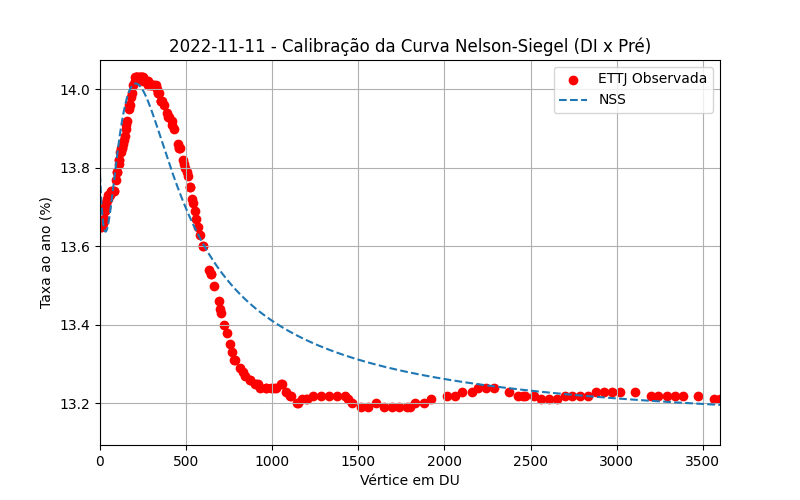 2022-11-11 - Calibração da Curva Nelson-Siegel (DI x Pré)
ETTJ Observada
NSS
14.0
13.8
13.6
13.4
13.2
Taxa ao ano (%)
0 500 1000 1500 2000 2500 3000 3500
Vértice em DU